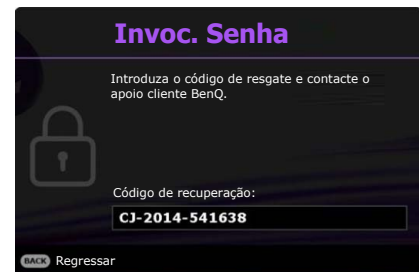 Invoc. Senha
Introduza o código de resgate e contacte o
apoio cliente BenQ.
Código de recuperação:
CJ-2014-541638
BACK Regressar